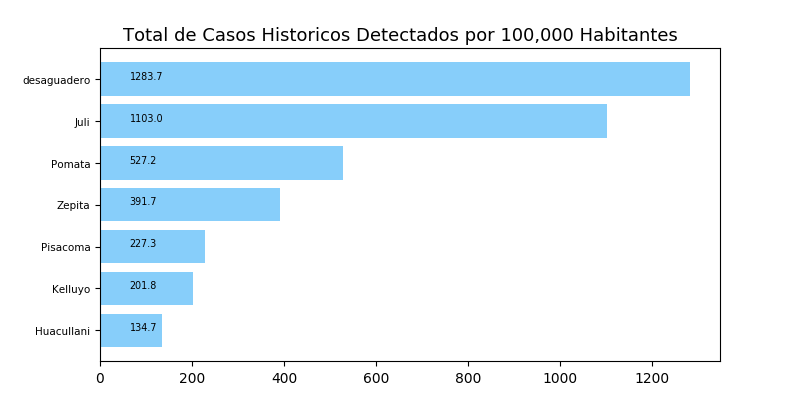 Total de Casos Historicos Detectados por 100,000 Habitantes
desaguadero 1283.7
Juli 1103.0
Pomata 527.2
Zepita 391.7
Pisacoma 227.3
Kelluyo 201.8
Huacullani 134.7
0 200 400 600 800 1000 1200